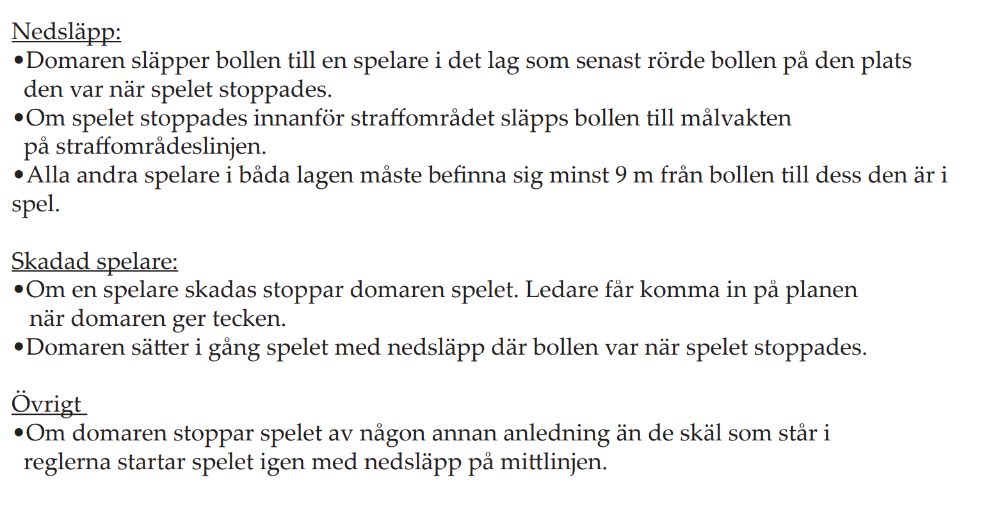 Nedsläpp:
•Domaren släpper bollen till en spelare i det lag som senast rörde bollen på den plats
den var när spelet stoppades.
•Om spelet stoppades innanför straffområdet släpps bollen till målvakten
på straffområdeslinjen.
•Alla andra spelare i båda lagen måste befinna sig minst 9 m från bollen till dess den är i
spel.
Skadad spelare:
•Om en spelare skadas stoppar domaren spelet. Ledare får komma in på planen
när domaren ger tecken.
•Domaren sätter i gång spelet med nedsläpp där bollen var när spelet stoppades.
Övrigt
•Om domaren stoppar spelet av någon annan anledning än de skäl som står i
reglerna startar spelet igen med nedsläpp på mittlinjen.